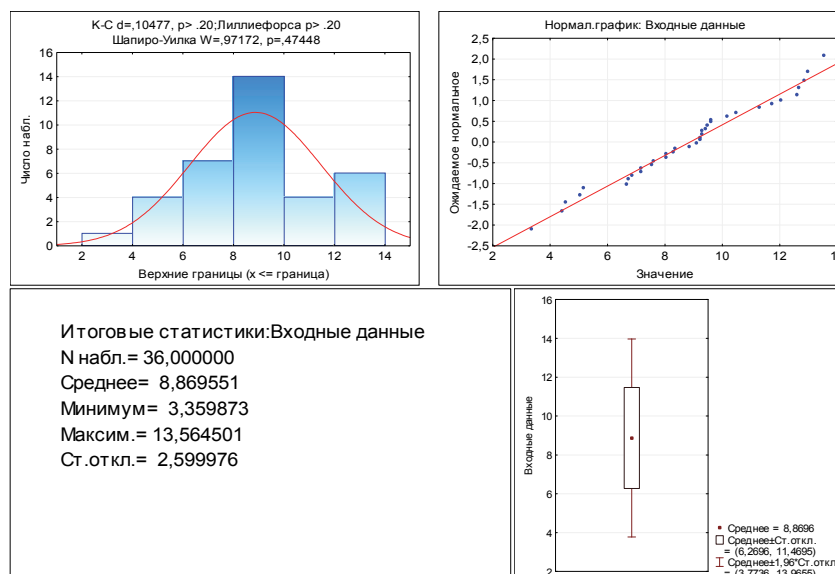 К-С d=,10477, p> .20;Лиллиефорса p> .20
Шапиро-Уилка W=,97172, p=,47448
Число набл.
16
14
12
10
8
6
4
2
0
2 4 6 8 10 12 14
Верхние границы (x <= граница)
Нормал.график: Входные данные
Ожидаемое нормальное
2,5
2,0
1,5
1,0
0,5
0,0
-0,5
-1,0
-1,5
-2,0
-2,5
2 4 6 8 10 12 14
Значение
Итоговые статистики:Входные данные
N набл.= 36,000000
Среднее= 8,869551
Минимум= 3,359873
Максим.= 13,564501
Ст.откл.= 2,599976
Входные данные
16
14
12
10
8
6
4
2
Среднее = 8,8696
Среднее±Ст.откл.
= (6,2696, 11,4695)
Среднее±1,96*Ст.откл
= (3,7736, 13,9655)